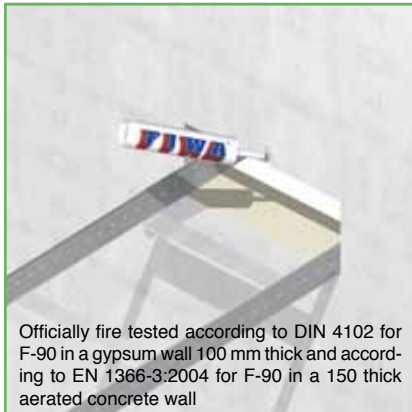 FIWA
Officially fire tested according to DIN 4102 for
F-90 in a gypsum wall 100 mm thick and accord-
ing to EN 1366-3:2004 for F-90 in a 150 thick
aerated concrete wall